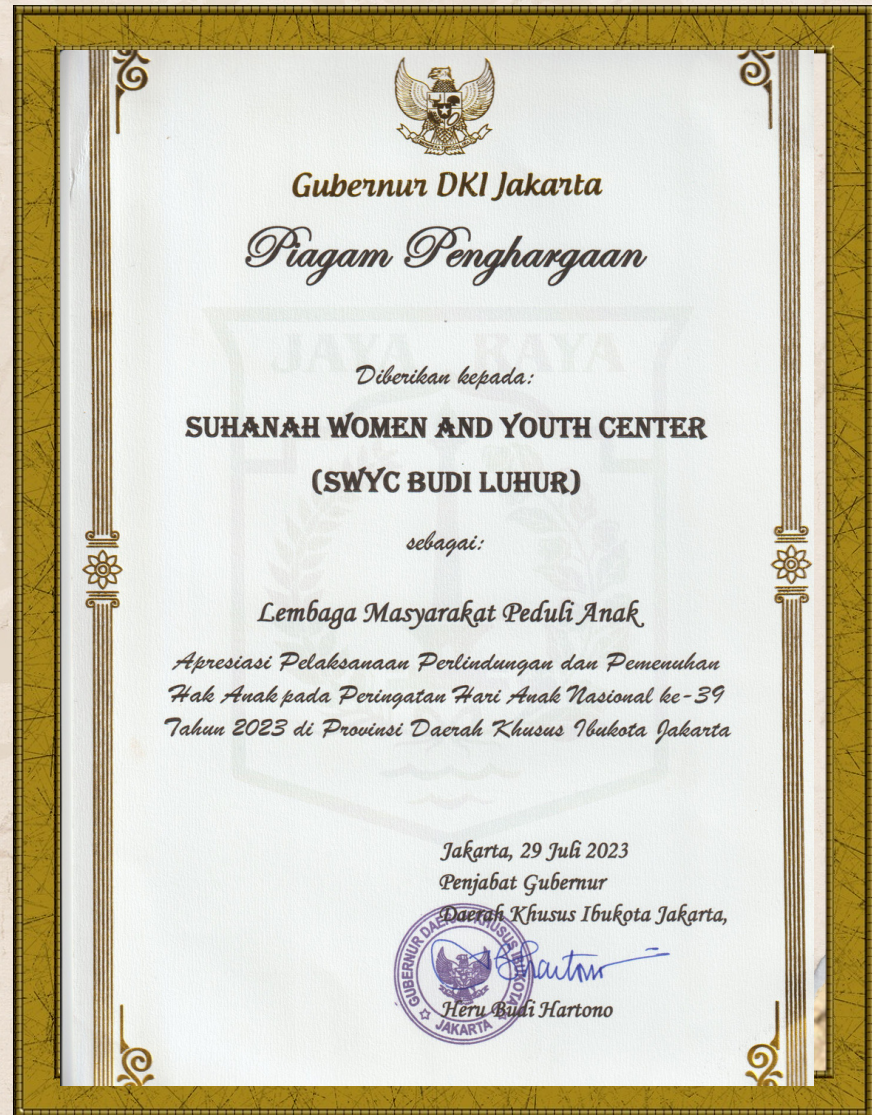 Gubernur DKI Jakarta
Piagam Penghargaan
JAYA RAYA
Diberikan kepada:
SUHANAH WOMEN AND YOUTH CENTER
(SWYC BUDI LUHUR)
sebagai:
Lembaga Masyarakat Peduli Anak
Apresiasi Pelaksanaan Perlindungan dan Pemenuhan
Hak Anak pada Peringatan Hari Anak Nasional ke-39
Tahun 2023 di Provinsi Daerah Khusus Ibukota Jakarta
Jakarta, 29 Juli 2023
Penjabat Gubernur
Daerah Khusus Ibukota Jakarta,
GUBERNUR DAERAH KHUSUS IBUKOTA
JAKARTA
Heru Budi Hartono